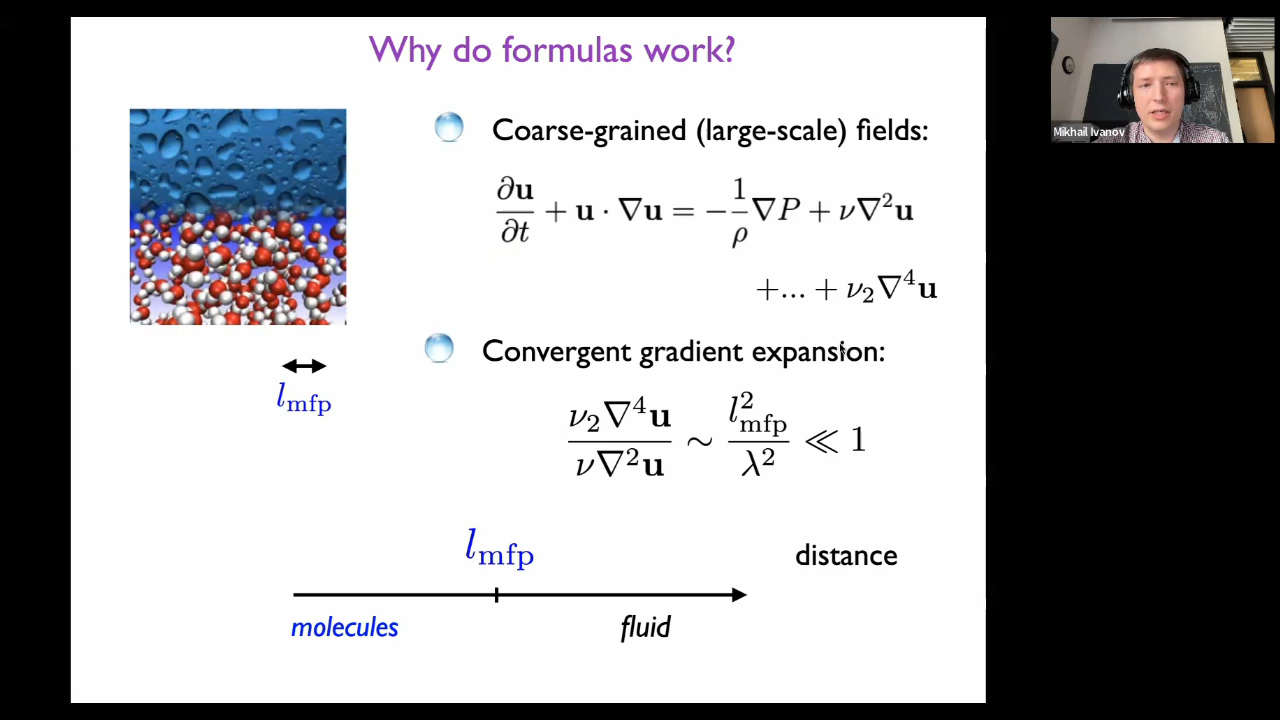 Why do formulas work?
Mikhail Ivanov
Coarse-grained (large-scale) fields:
∂𝐮/∂t + 𝐮 · ∇𝐮 = −1/ρ ∇P + ν∇²𝐮
+... + ν₂∇⁴𝐮
Convergent gradient expansion:
ν₂∇⁴𝐮/ν∇²𝐮 ∼ l²mfp/λ² ≪ 1
lmfp
lmfp
distance
molecules
fluid